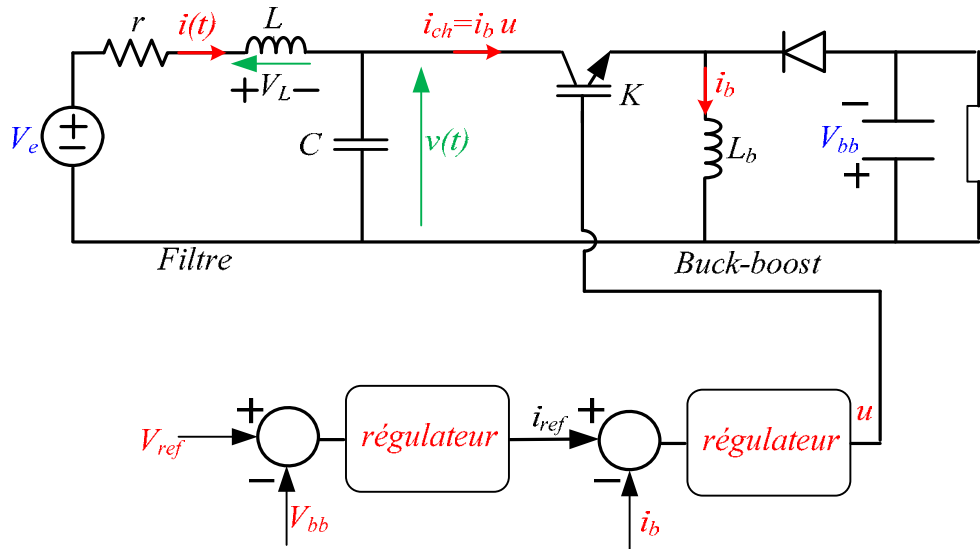 r
i(t)
L
i_ch=i_b u
+ V_L −
K
i_b
V_e
+
−
C
v(t)
L_b
−
V_bb
+
Filtre
Buck-boost
V_ref
+
−
V_bb
régulateur
i_ref
+
−
i_b
régulateur
u